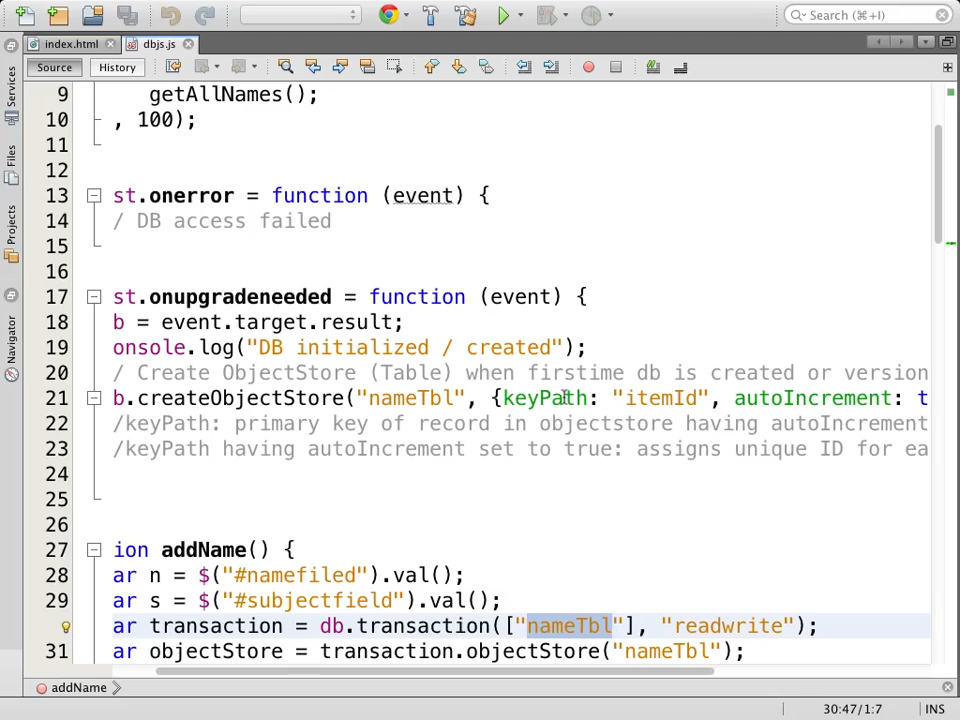 Search (⌘+I)
index.html
dbjs.js
Source
History
Services
Files
Projects
Navigator
9 getAllNames();
10 , 100);
11
12
13 st.onerror = function (event) {
14 / DB access failed
15
16
17 st.onupgradeneeded = function (event) {
18 b = event.target.result;
19 onsole.log("DB initialized / created");
20 / Create ObjectStore (Table) when firstime db is created or version
21 b.createObjectStore("nameTbl", {keyPath: "itemId", autoIncrement: t
22 /keyPath: primary key of record in objectstore having autoIncrement
23 /keyPath having autoIncrement set to true: assigns unique ID for ea
24
25
26
27 ion addName() {
28 ar n = $("#namefiled").val();
29 ar s = $("#subjectfield").val();
ar transaction = db.transaction(["nameTbl"], "readwrite");
31 ar objectStore = transaction.objectStore("nameTbl");
addName
30:47/1:7 INS